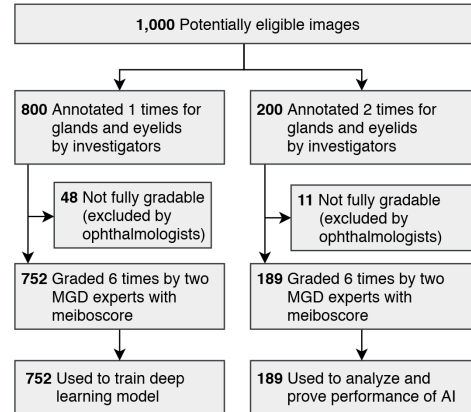 1,000 Potentially eligible images
800 Annotated 1 times for
glands and eyelids
by investigators
200 Annotated 2 times for
glands and eyelids
by investigators
48 Not fully gradable
(excluded by
ophthalmologists)
11 Not fully gradable
(excluded by
ophthalmologists)
752 Graded 6 times by two
MGD experts with
meiboscore
189 Graded 6 times by two
MGD experts with
meiboscore
752 Used to train deep
learning model
189 Used to analyze and
prove performance of AI